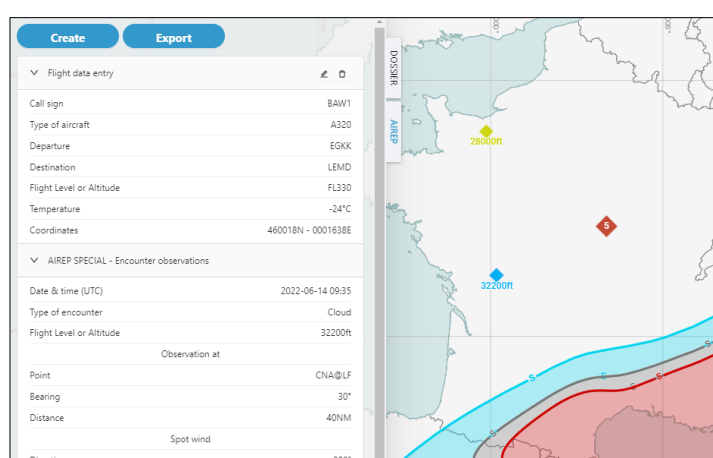 Create Export
Flight data entry
Call sign BAW1
Type of aircraft A320
Departure EGKK
Destination LEMD
Flight Level or Altitude FL330
Temperature -24°C
Coordinates 460018N - 0001638E
AIREP SPECIAL - Encounter observations
Date & time (UTC) 2022-06-14 09:35
Type of encounter Cloud
Flight Level or Altitude 32200ft
Observation at
Point CNA@LF
Bearing 30°
Distance 40NM
Spot wind
DOSSIER
AIREP
28000ft
5
32200ft
S
S
S
S
S
S
S